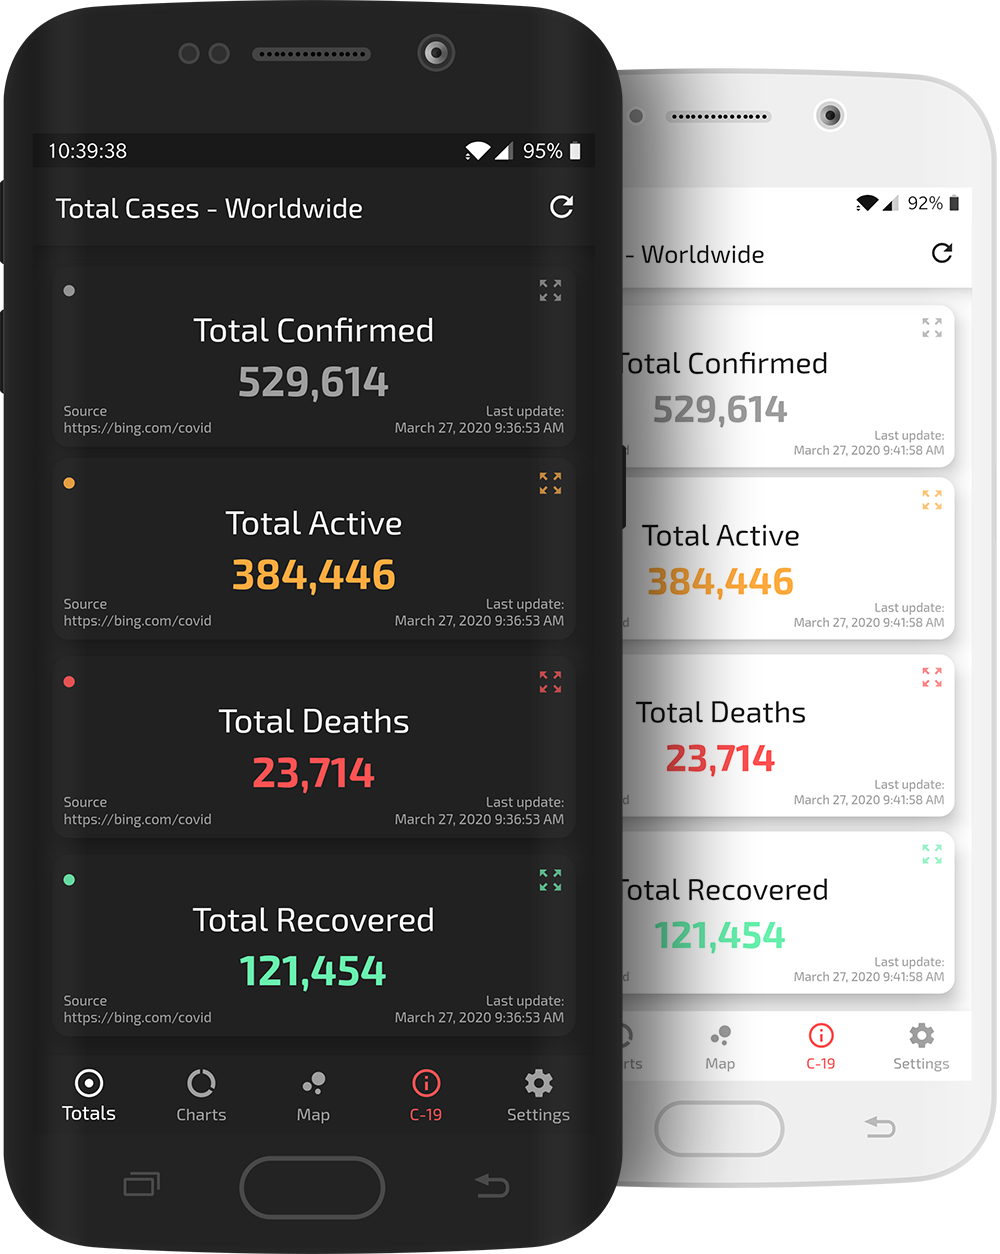 10:39:38 95%
Total Cases - Worldwide
Total Confirmed
529,614
Source Last update:
https://bing.com/covid March 27, 2020 9:36:53 AM
Total Active
384,446
Source Last update:
https://bing.com/covid March 27, 2020 9:36:53 AM
Total Deaths
23,714
Source Last update:
https://bing.com/covid March 27, 2020 9:36:53 AM
Total Recovered
121,454
Source Last update:
https://bing.com/covid March 27, 2020 9:36:53 AM
Totals Charts Map C-19 Settings
92%
- Worldwide
Total Confirmed
529,614
Last update:
d March 27, 2020 9:41:58 AM
Total Active
384,446
Last update:
d March 27, 2020 9:41:58 AM
Total Deaths
23,714
Last update:
d March 27, 2020 9:41:58 AM
Total Recovered
121,454
Last update:
d March 27, 2020 9:41:58 AM
rts Map C-19 Settings